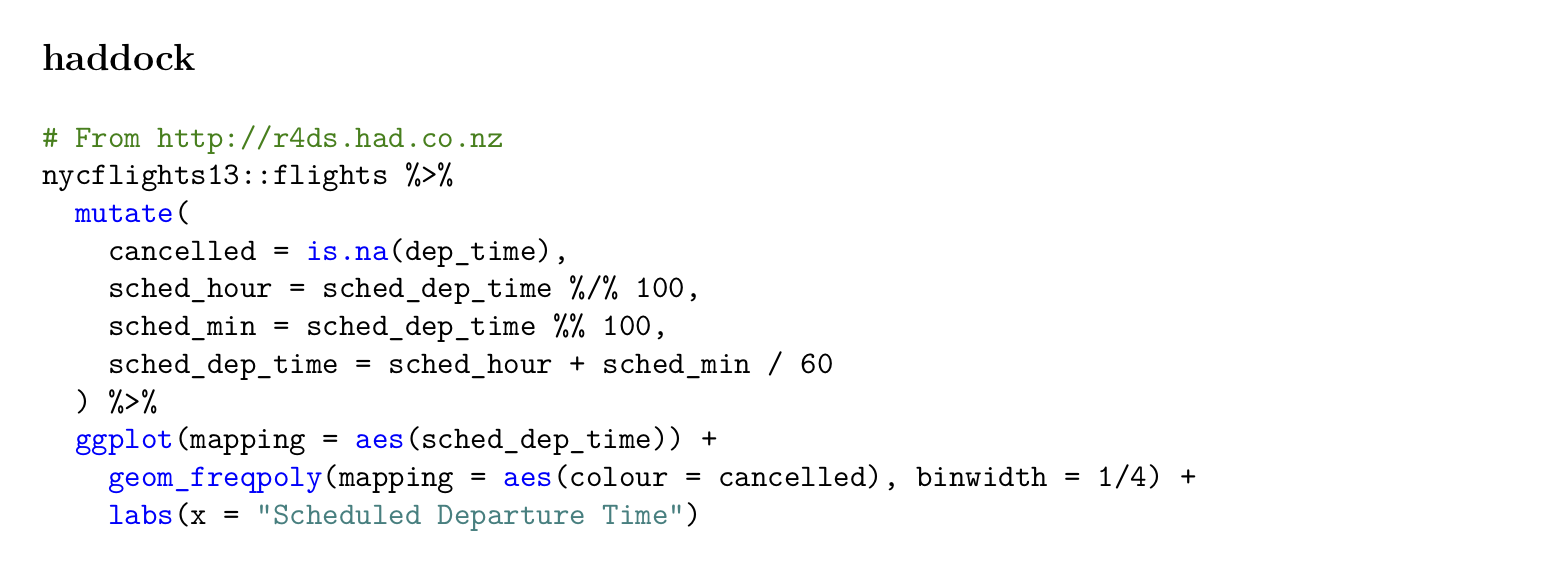 haddock
# From http://r4ds.had.co.nz
nycflights13::flights %>%
  mutate(
    cancelled = is.na(dep_time),
    sched_hour = sched_dep_time %/% 100,
    sched_min = sched_dep_time %% 100,
    sched_dep_time = sched_hour + sched_min / 60
  ) %>%
  ggplot(mapping = aes(sched_dep_time)) +
    geom_freqpoly(mapping = aes(colour = cancelled), binwidth = 1/4) +
    labs(x = "Scheduled Departure Time")